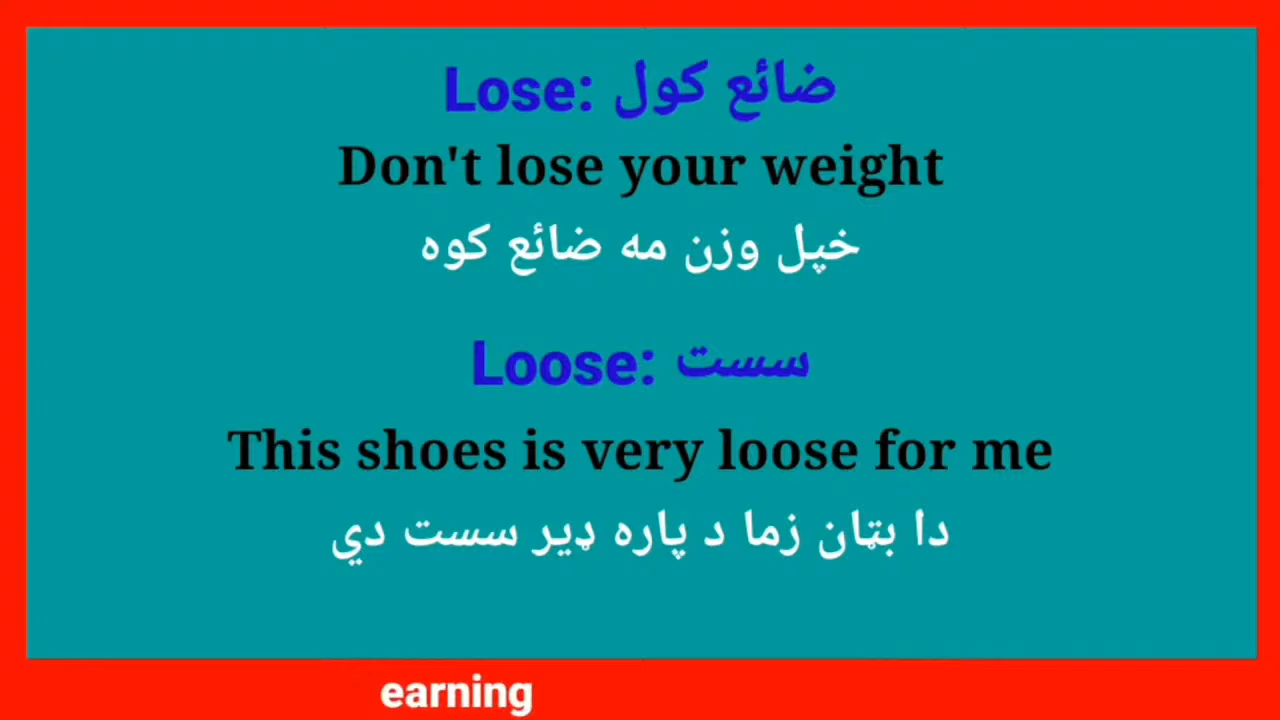 Lose: ضائع کول
Don't lose your weight
خپل وزن مه ضائع کوه
Loose: سست
This shoes is very loose for me
دا بټان زما د پاره ډیر سست دي
earning